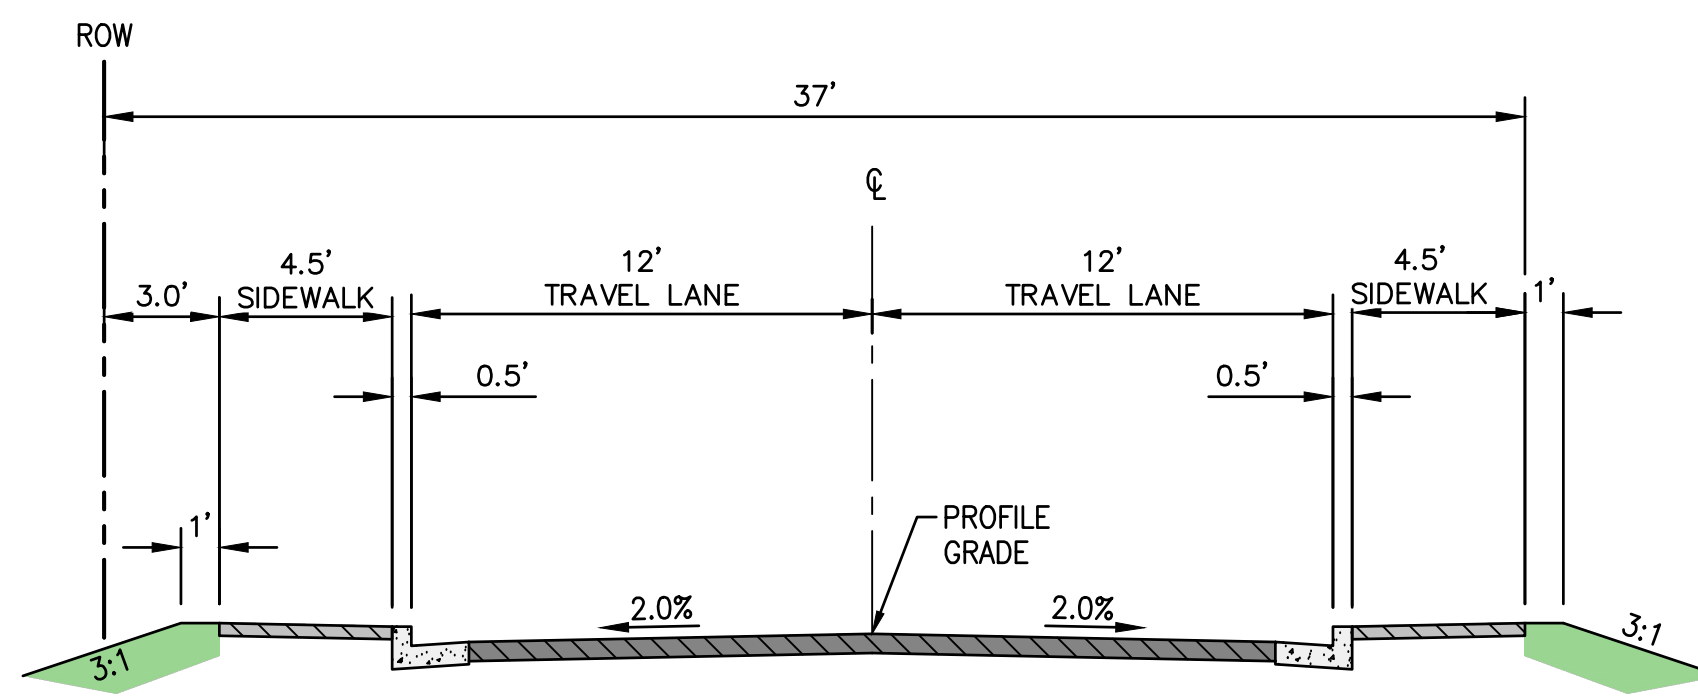 ROW
37’
℄
3.0’
4.5’
SIDEWALK
12’
TRAVEL LANE
12’
TRAVEL LANE
4.5’
SIDEWALK
1’
0.5’
0.5’
1’
PROFILE
GRADE
2.0%
2.0%
3:1
3:1